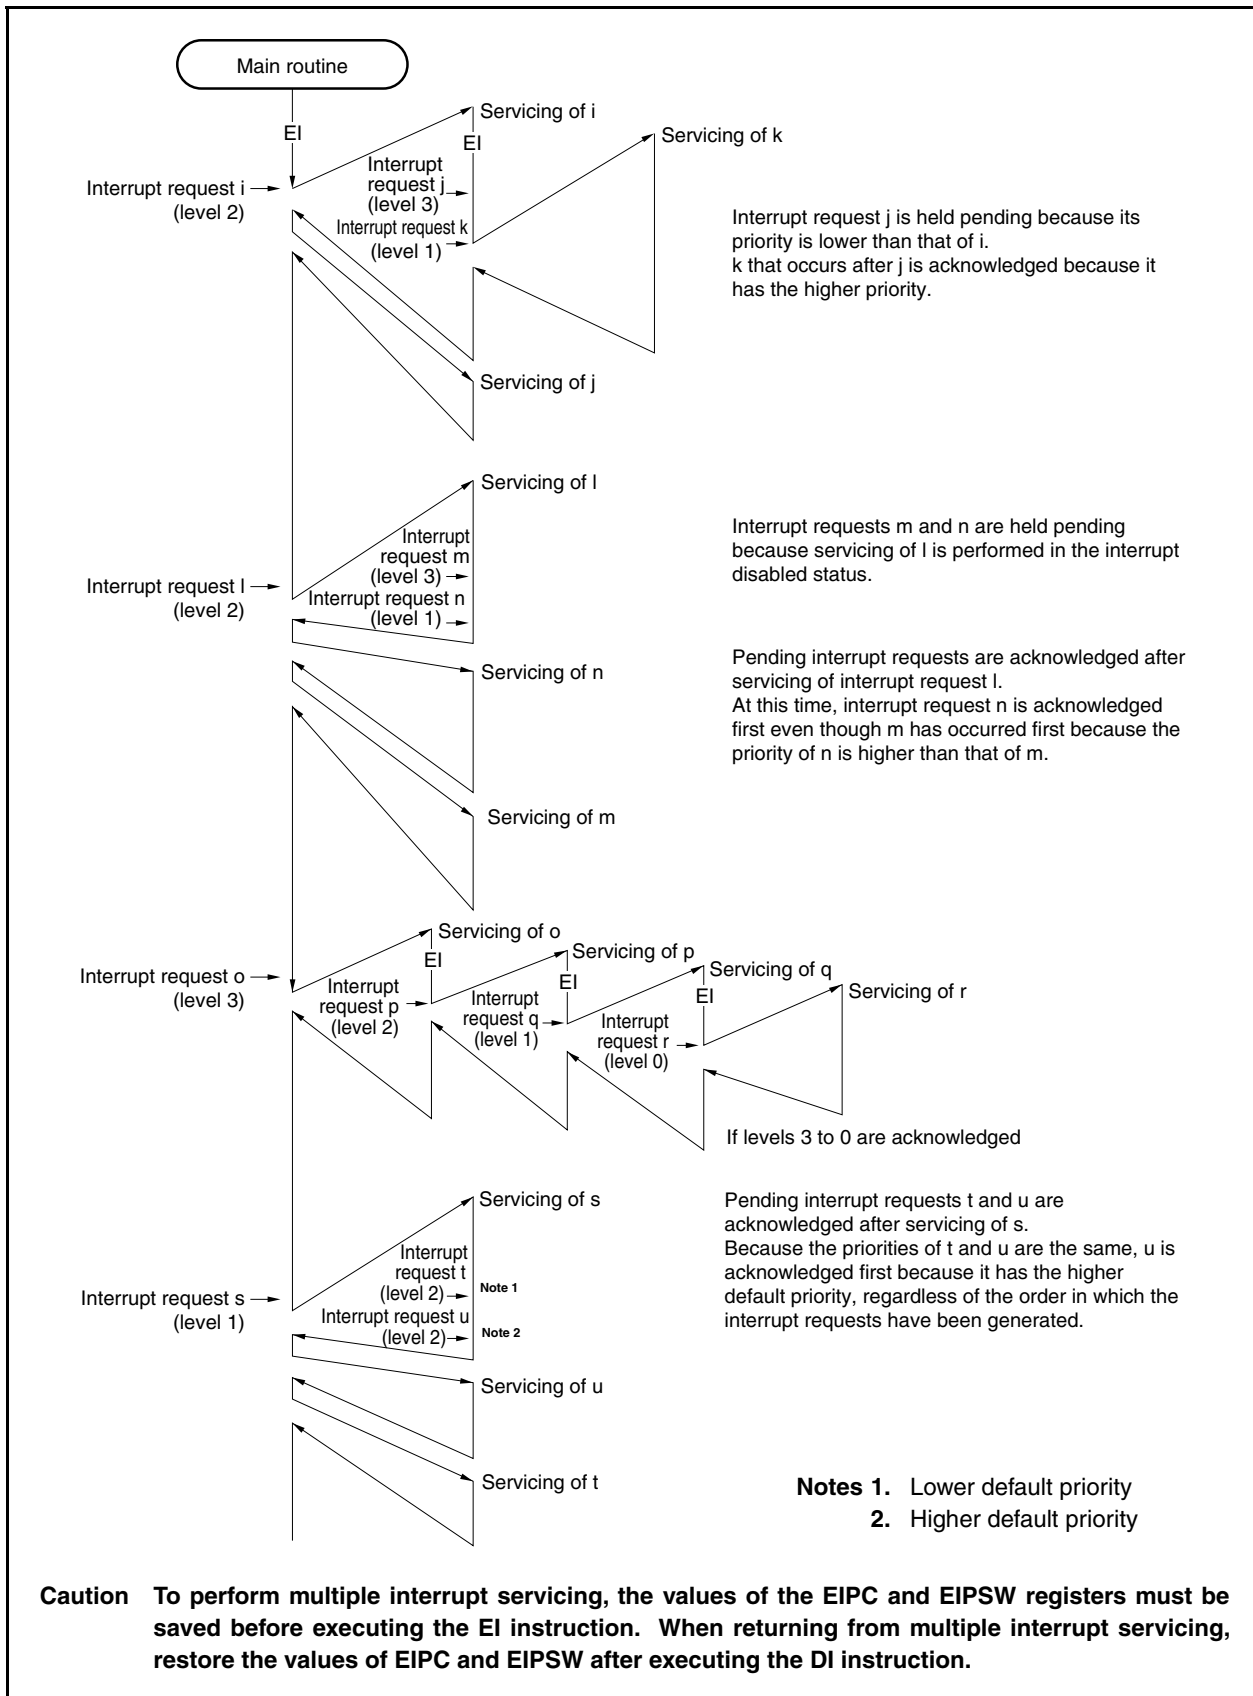 Main routine
EI
Servicing of i
EI
Servicing of k
Interrupt
request j
(level 3)
Interrupt request i
(level 2)
Interrupt request k
(level 1)
Interrupt request j is held pending because its
priority is lower than that of i.
k that occurs after j is acknowledged because it
has the higher priority.
Servicing of j
Servicing of l
Interrupt
request m
(level 3)
Interrupt request l
(level 2)
Interrupt request n
(level 1)
Interrupt requests m and n are held pending
because servicing of l is performed in the interrupt
disabled status.
Servicing of n
Pending interrupt requests are acknowledged after
servicing of interrupt request l.
At this time, interrupt request n is acknowledged
first even though m has occurred first because the
priority of n is higher than that of m.
Servicing of m
Servicing of o
EI
Servicing of p
EI
Servicing of q
EI
Servicing of r
Interrupt request o
(level 3)
Interrupt
request p
(level 2)
Interrupt
request q
(level 1)
Interrupt
request r
(level 0)
If levels 3 to 0 are acknowledged
Servicing of s
Interrupt
request t
(level 2)
Note 1
Interrupt request s
(level 1)
Interrupt request u
(level 2)
Note 2
Pending interrupt requests t and u are
acknowledged after servicing of s.
Because the priorities of t and u are the same, u is
acknowledged first because it has the higher
default priority, regardless of the order in which the
interrupt requests have been generated.
Servicing of u
Servicing of t
Notes 1. Lower default priority
2. Higher default priority
Caution To perform multiple interrupt servicing, the values of the EIPC and EIPSW registers must be
saved before executing the EI instruction. When returning from multiple interrupt servicing,
restore the values of EIPC and EIPSW after executing the DI instruction.